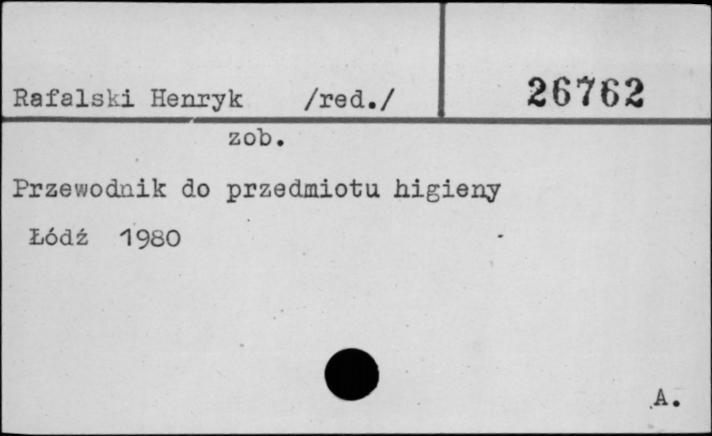 Rafalski Henryk /red./ 26762
zob.
Przewodnik do przedmiotu higieny
Łódź 1980
A.